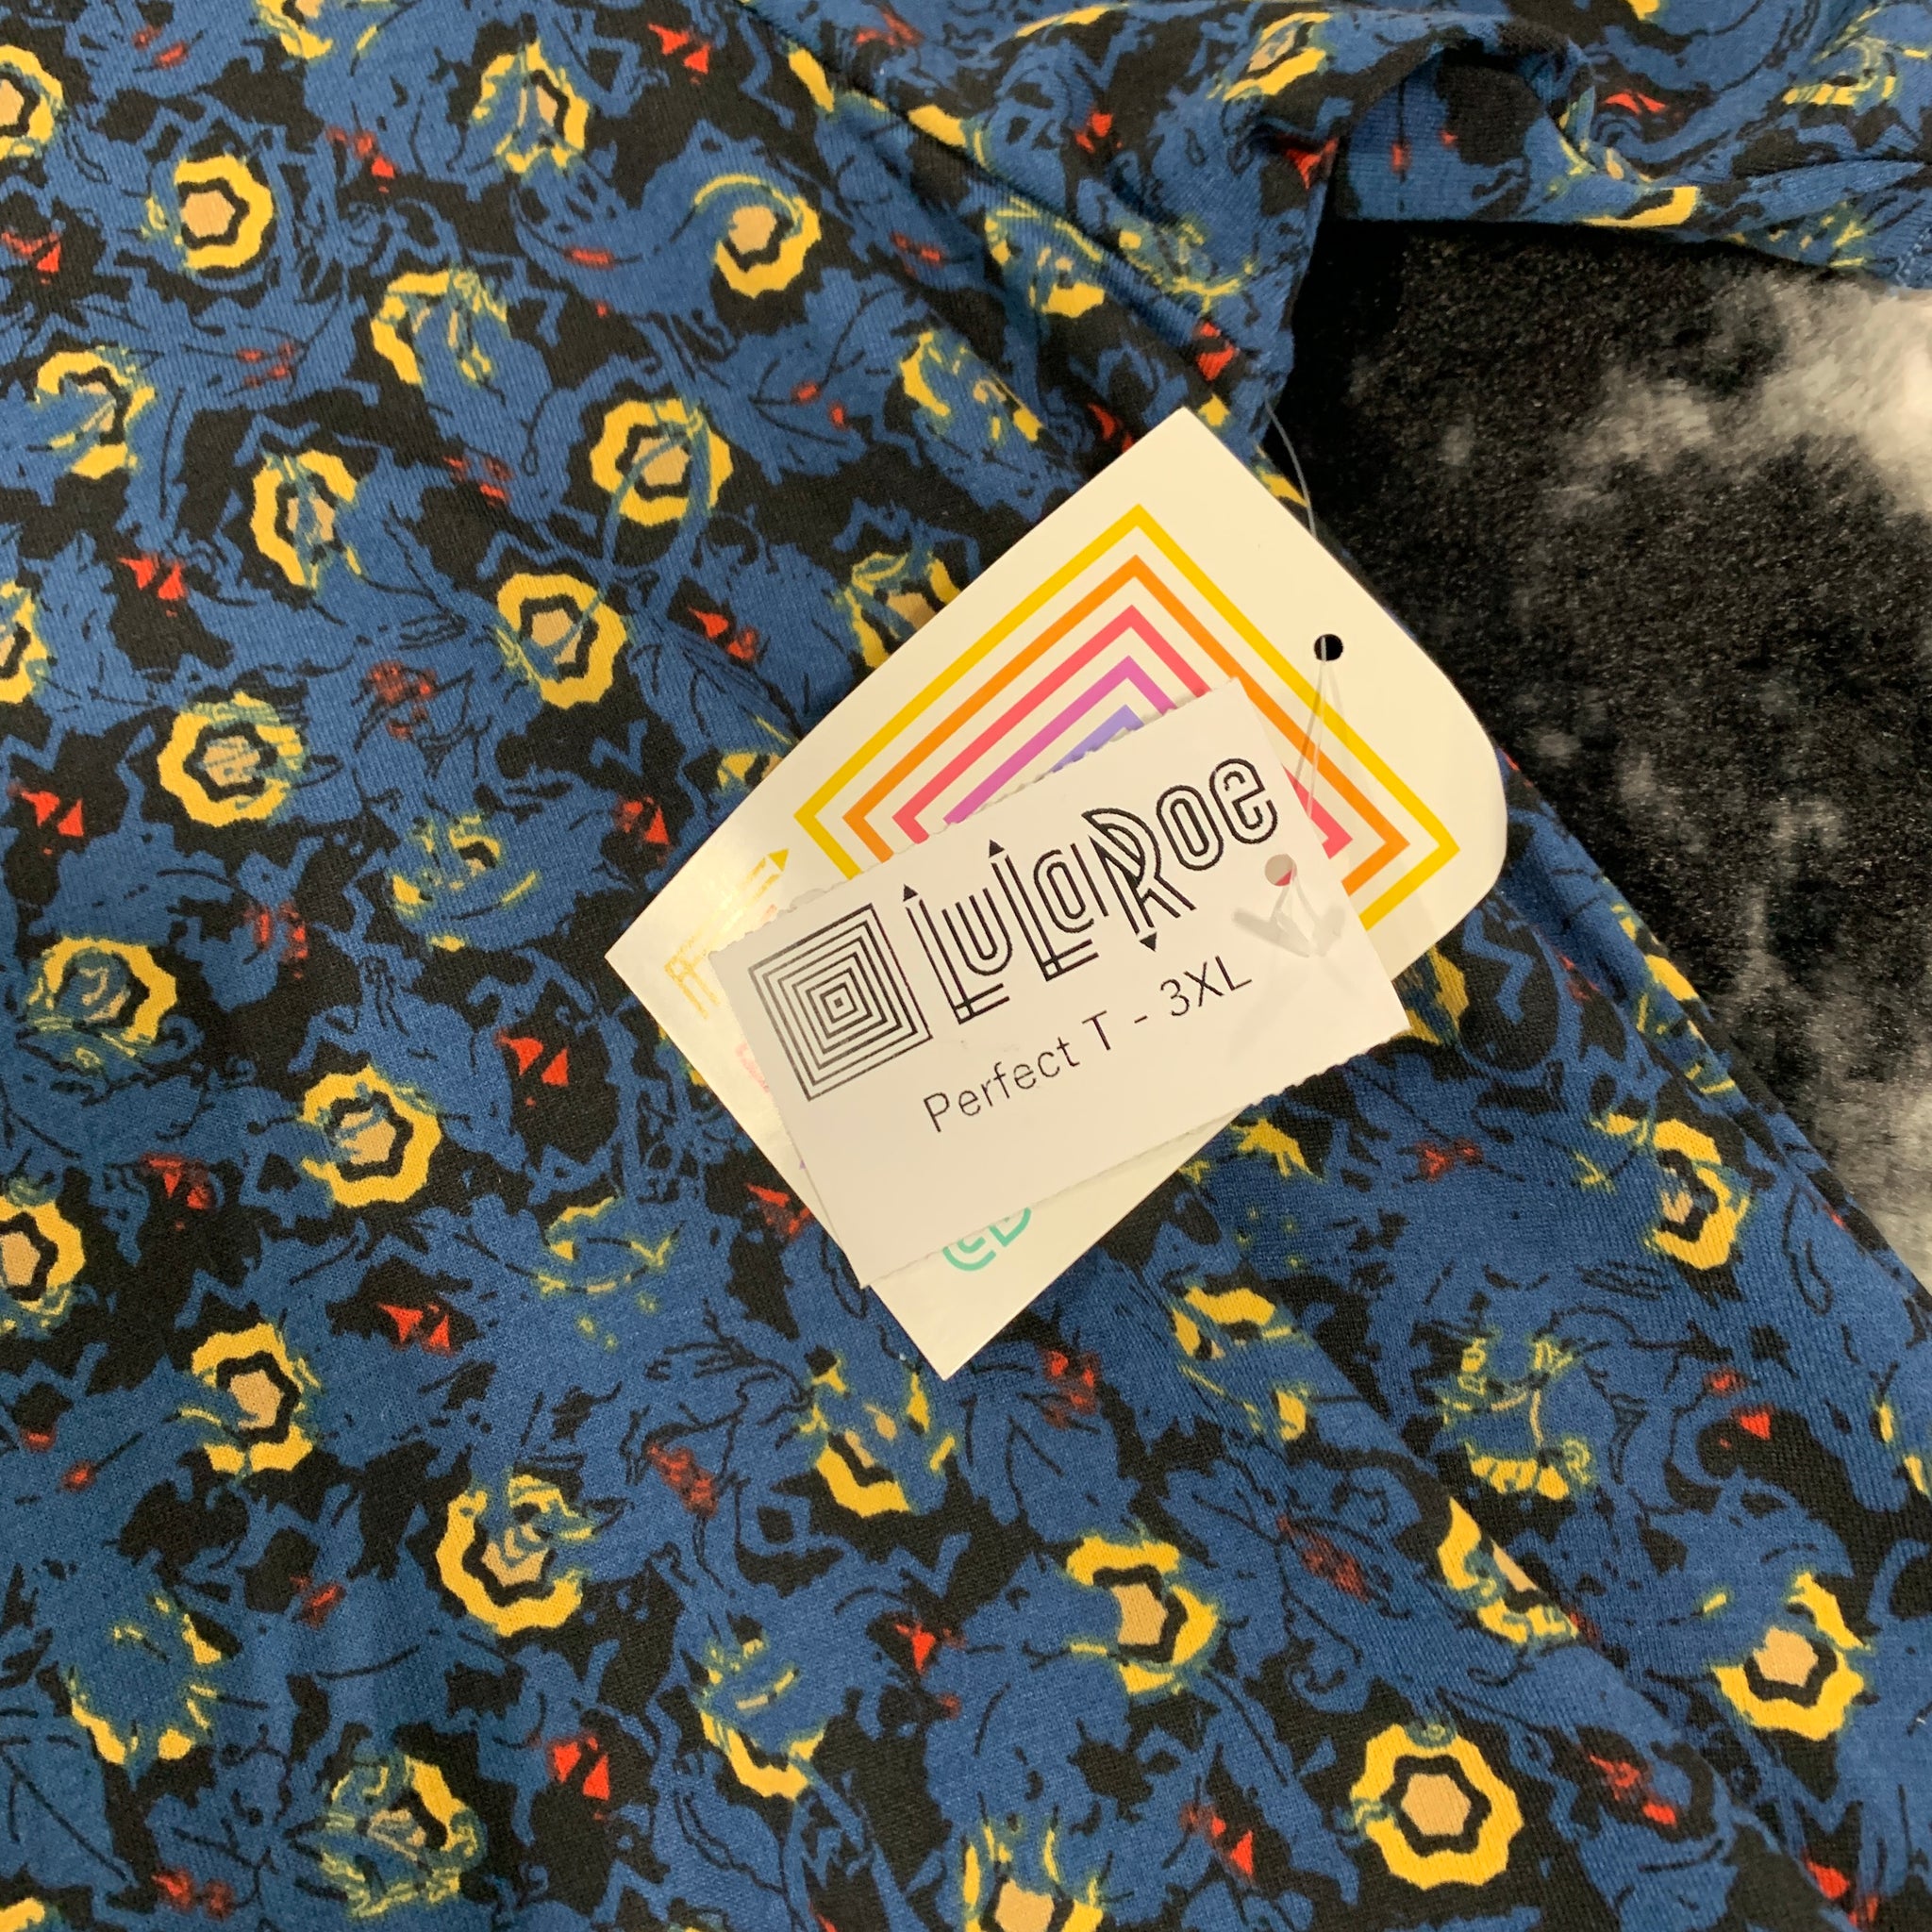 LuLaRoe
Perfect T - 3XL